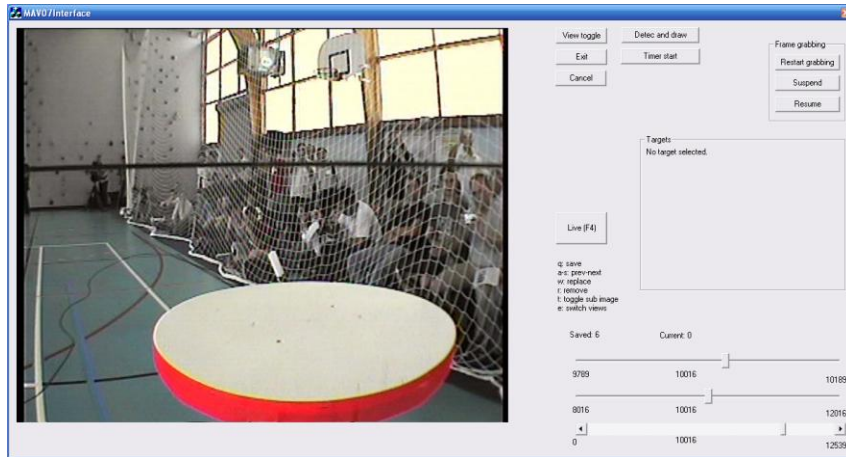 MAV07Interface
View toggle
Detec and draw
Exit
Timer start
Cancel
Frame grabbing
Restart grabbing
Suspend
Resume
Targets
No target selected.
Live (F4)
q: save
a-s: prev-next
w: replace
r: remove
t: toggle sub image
e: switch views
Saved: 6 Current: 0
9789 10016 10189
8016 10016 12016
0 10016 12539